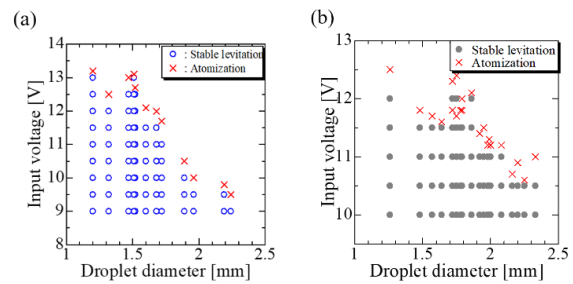 (a)
Input voltage [V]
14
13
12
11
10
9
8
: Stable levitation
: Atomization
1 1.5 2 2.5
Droplet diameter [mm]
(b)
Input voltage [V]
13
12
11
10
Stable levitation
Atomization
1 1.5 2 2.5
Droplet diameter [mm]